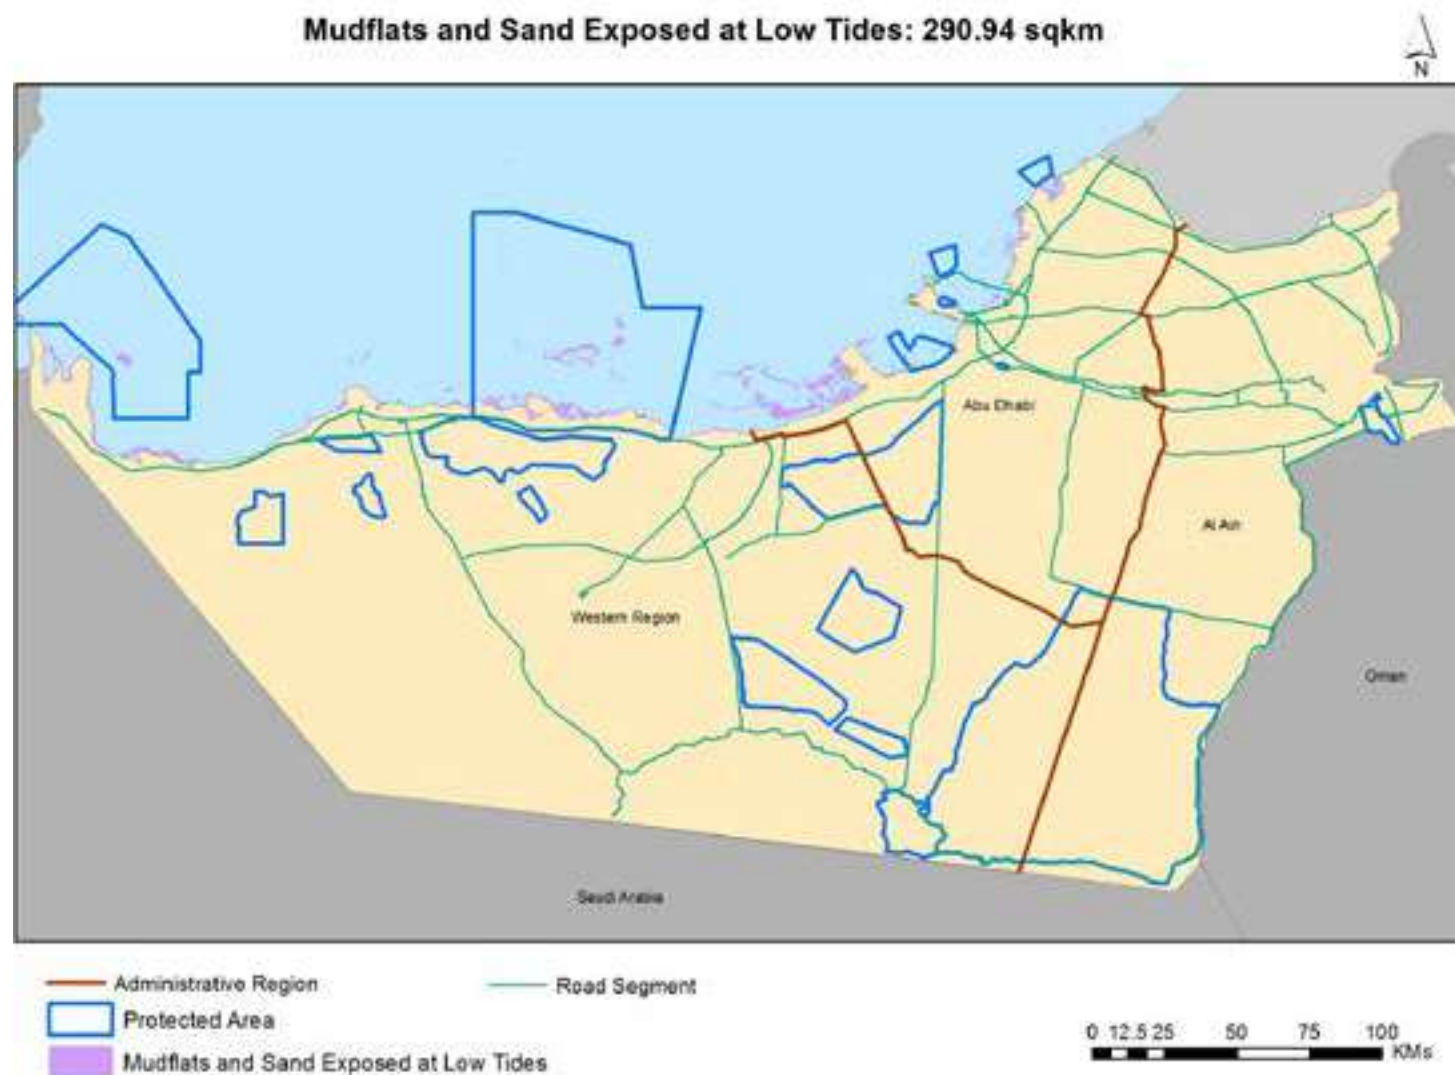 Mudflats and Sand Exposed at Low Tides: 290.94 sqkm
N
Abu Dhabi
Al Ain
Western Region
Oman
Saudi Arabia
Administrative Region
Road Segment
Protected Area
Mudflats and Sand Exposed at Low Tides
0 12.5 25 50 75 100
KMs